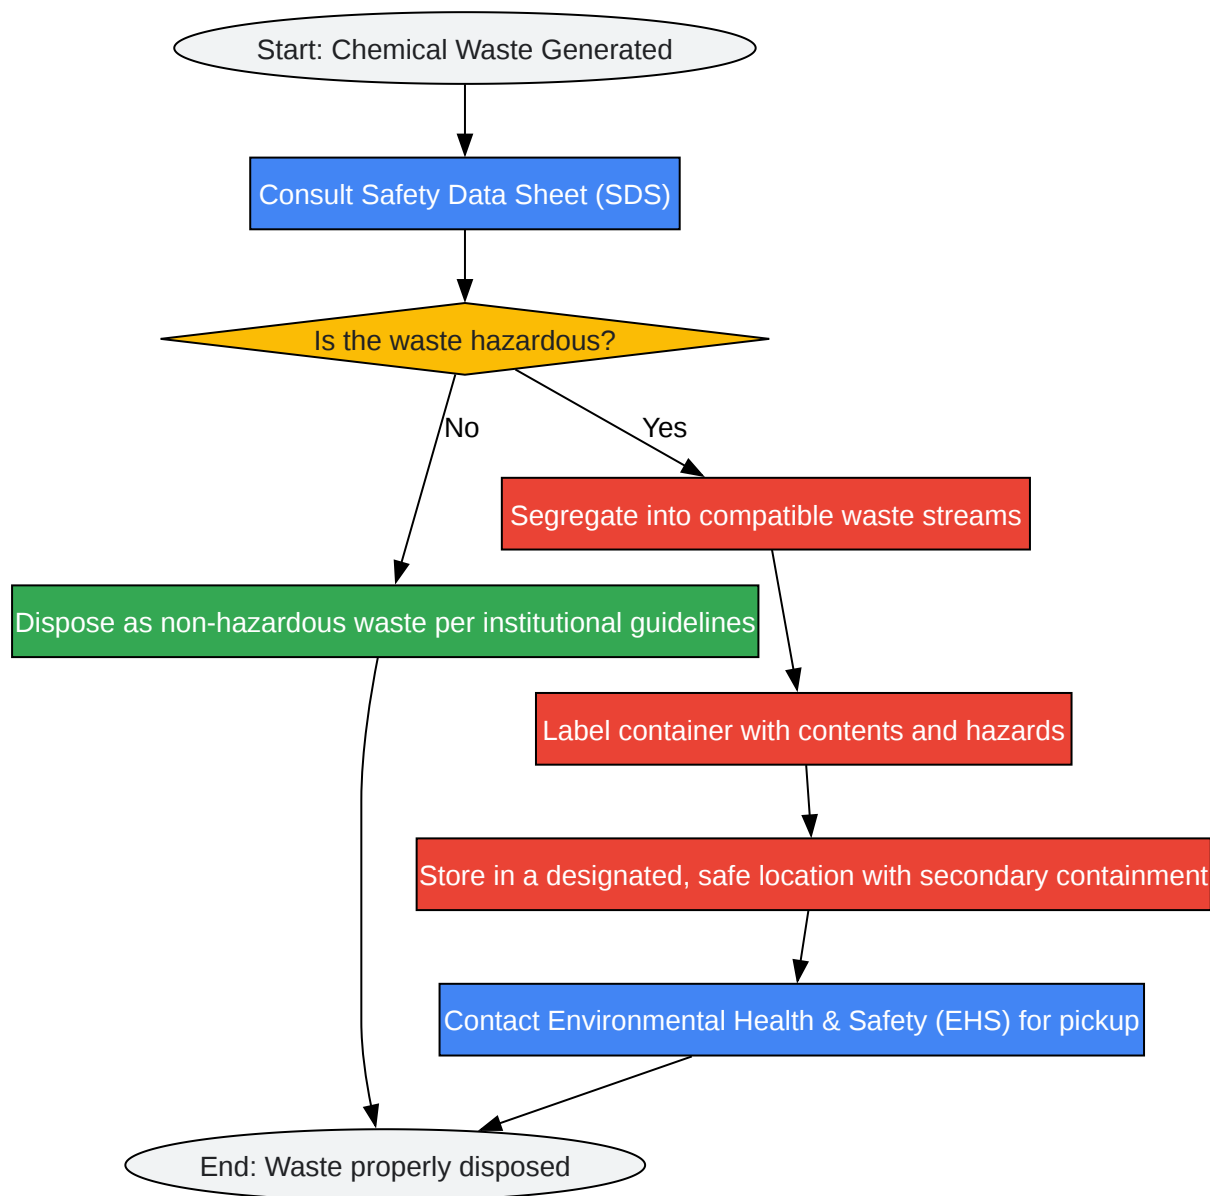 Start: Chemical Waste Generated
Consult Safety Data Sheet (SDS)
Is the waste hazardous?
No
Yes
Segregate into compatible waste streams
Dispose as non-hazardous waste per institutional guidelines
Label container with contents and hazards
Store in a designated, safe location with secondary containment
Contact Environmental Health & Safety (EHS) for pickup
End: Waste properly disposed